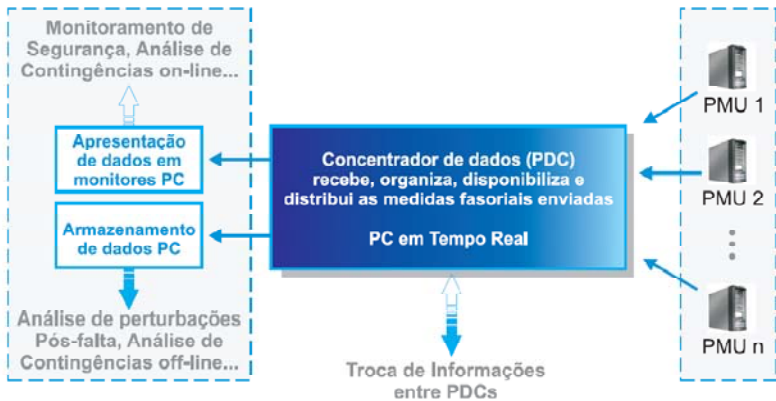 Monitoramento de
Segurança, Análise de
Contingências on-line...
Apresentação
de dados em
monitores PC
Armazenamento
de dados PC
Análise de perturbações
Pós-falta, Análise de
Contingências off-line...
Concentrador de dados (PDC)
recebe, organiza, disponibiliza e
distribui as medidas fasoriais enviadas
PC em Tempo Real
Troca de Informações
entre PDCs
PMU 1
PMU 2
PMU n